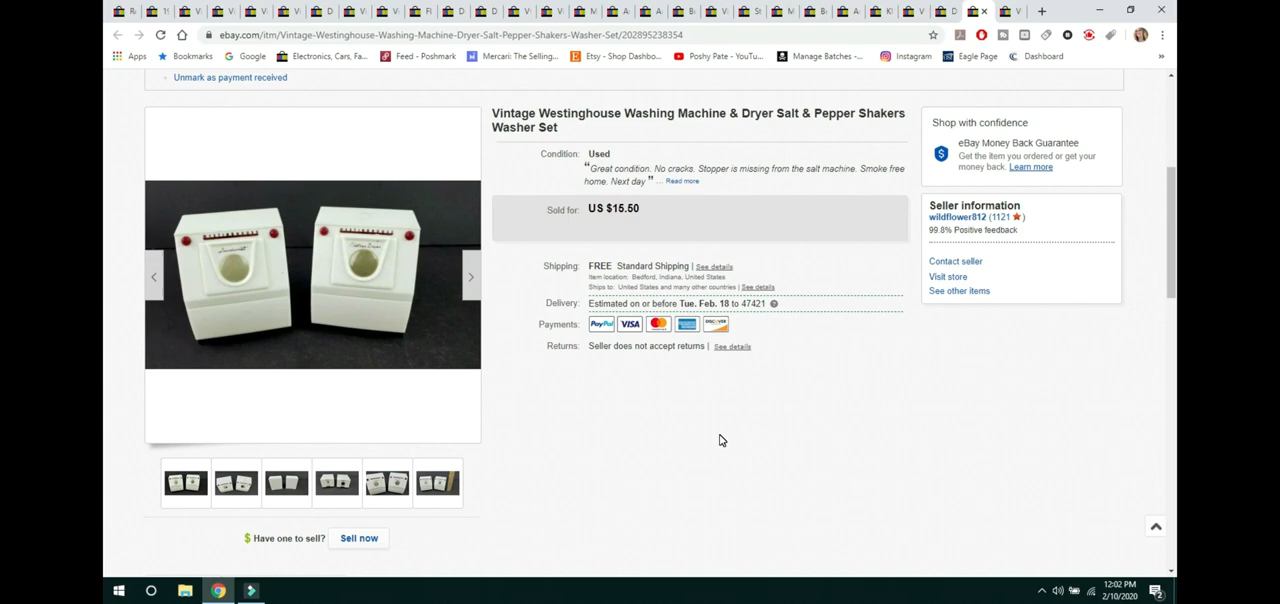 ebay.com/itm/Vintage-Westinghouse-Washing-Machine-Dryer-Salt-Pepper-Shakers-Washer-Set/202895238354
Apps Bookmarks Google Electronics, Cars, Fa... Feed - Poshmark Mercari: The Selling... Etsy - Shop Dashbo... Poshy Pate - YouTu... Manage Batches -... Instagram Eagle Page Dashboard »
Unmark as payment received
Vintage Westinghouse Washing Machine & Dryer Salt & Pepper Shakers
Washer Set
Condition: Used
“Great condition. No cracks. Stopper is missing from the salt machine. Smoke free
home. Next day ” ... Read more
Sold for: US $15.50
Shipping: FREE Standard Shipping | See details
Item location: Bedford, Indiana, United States
Ships to: United States and many other countries | See details
Delivery: Estimated on or before Tue. Feb. 18 to 47421
Payments: PayPal VISA
DISCOVER
Returns: Seller does not accept returns | See details
Shop with confidence
eBay Money Back Guarantee
Get the item you ordered or get your
money back. Learn more
Seller information
wildflower812 (1121 )
99.8% Positive feedback
Contact seller
Visit store
See other items
$ Have one to sell? Sell now
12:02 PM
2/10/2020
2